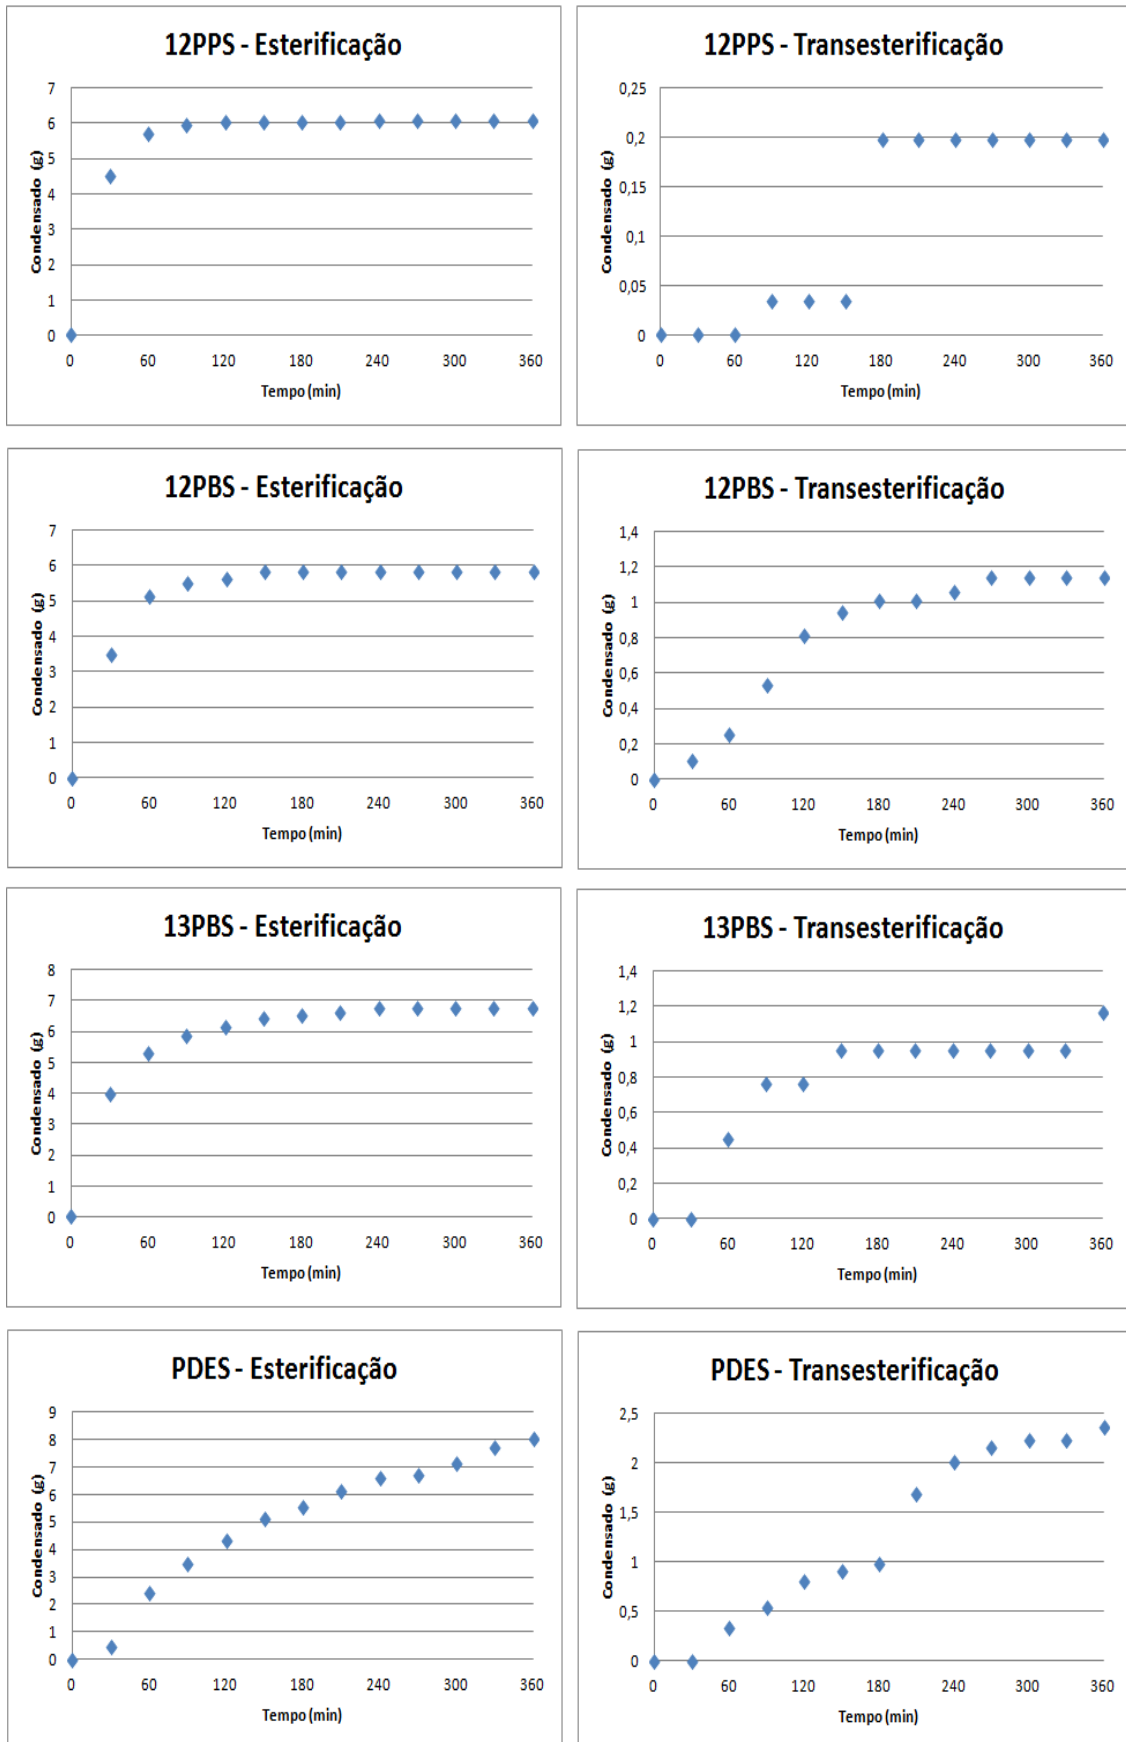 12PPS - Esterificação
Condensado (g)
7
6
5
4
3
2
1
0
0 60 120 180 240 300 360
Tempo (min)
12PPS - Transesterificação
Condensado (g)
0,25
0,2
0,15
0,1
0,05
0
0 60 120 180 240 300 360
Tempo (min)
12PBS - Esterificação
Condensado (g)
7
6
5
4
3
2
1
0
0 60 120 180 240 300 360
Tempo (min)
12PBS - Transesterificação
Condensado (g)
1,4
1,2
1
0,8
0,6
0,4
0,2
0
0 60 120 180 240 300 360
Tempo (min)
13PBS - Esterificação
Condensado (g)
8
7
6
5
4
3
2
1
0
0 60 120 180 240 300 360
Tempo (min)
13PBS - Transesterificação
Condensado (g)
1,4
1,2
1
0,8
0,6
0,4
0,2
0
0 60 120 180 240 300 360
Tempo (min)
PDES - Esterificação
Condensado (g)
9
8
7
6
5
4
3
2
1
0
0 60 120 180 240 300 360
Tempo (min)
PDES - Transesterificação
Condensado (g)
2,5
2
1,5
1
0,5
0
0 60 120 180 240 300 360
Tempo (min)